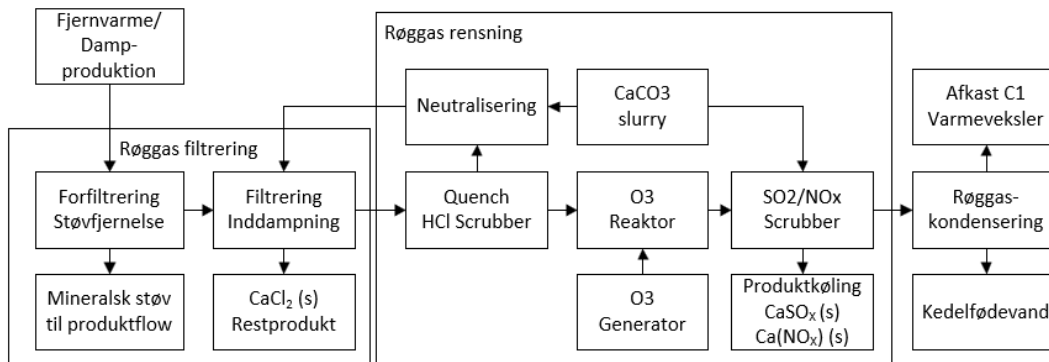 Fjernvarme/
Damp-
produktion
Røggas rensning
Neutralisering
CaCO3
slurry
Afkast C1
Varmeveksler
Røggas filtrering
Forfiltrering
Støvfjernelse
Filtrering
Inddampning
Quench
HCl Scrubber
O3
Reaktor
SO2/NOx
Scrubber
Røggas-
kondensering
Mineralsk støv
til produktflow
CaCl₂ (s)
Restprodukt
O3
Generator
Produktkøling
CaSOₓ (s)
Ca(NOₓ) (s)
Kedelfødevand